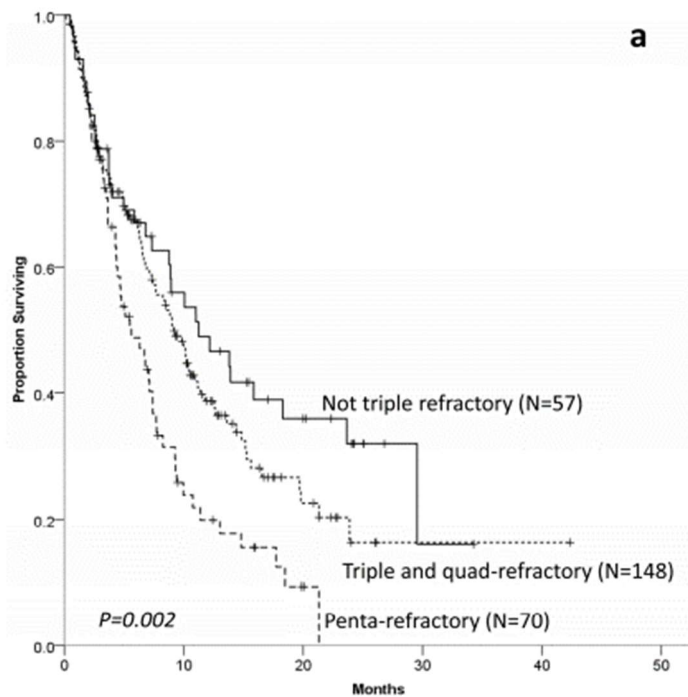 a
1.0
0.8
0.6
0.4
0.2
0.0
Proportion Surviving
Not triple refractory (N=57)
Triple and quad-refractory (N=148)
P=0.002
Penta-refractory (N=70)
0 10 20 30 40 50
Months